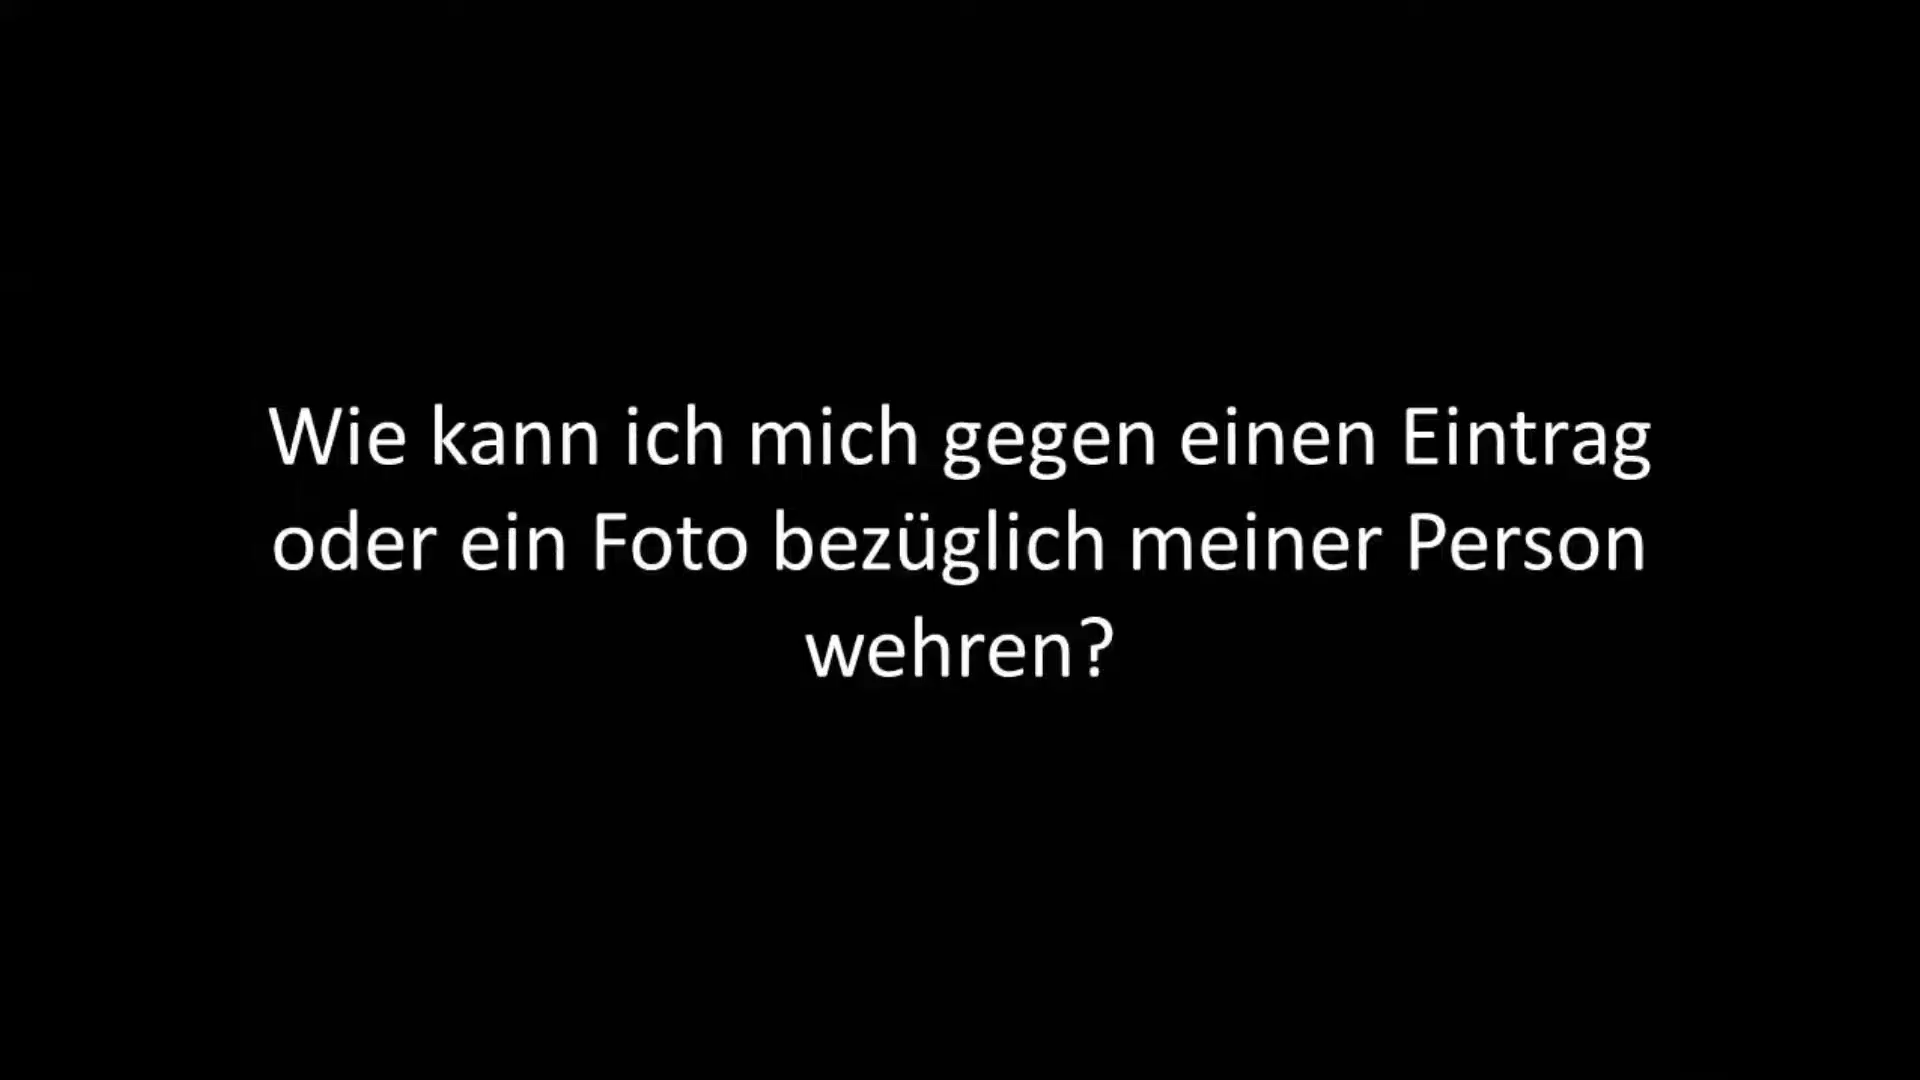 Wie kann ich mich gegen einen Eintrag
oder ein Foto bezüglich meiner Person
wehren?